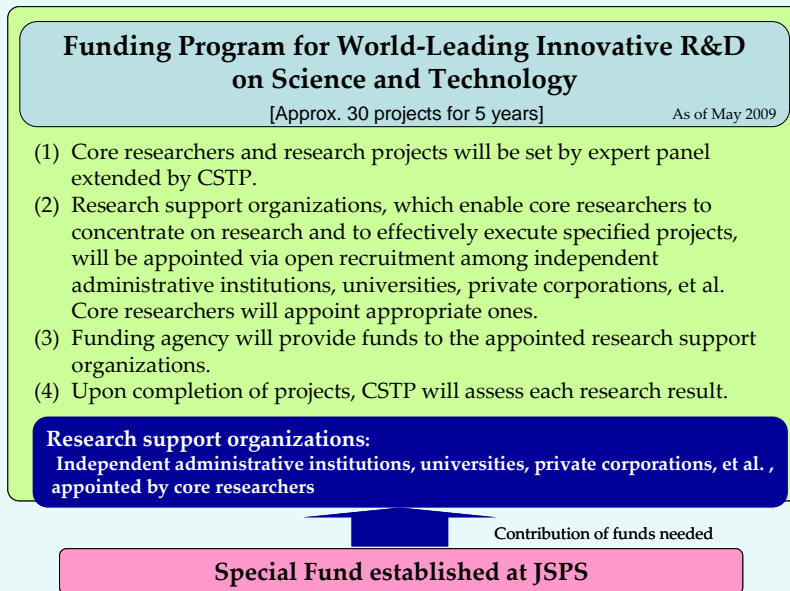 Funding Program for World-Leading Innovative R&D
on Science and Technology
[Approx. 30 projects for 5 years]
As of May 2009
(1) Core researchers and research projects will be set by expert panel
extended by CSTP.
(2) Research support organizations, which enable core researchers to
concentrate on research and to effectively execute specified projects,
will be appointed via open recruitment among independent
administrative institutions, universities, private corporations, et al.
Core researchers will appoint appropriate ones.
(3) Funding agency will provide funds to the appointed research support
organizations.
(4) Upon completion of projects, CSTP will assess each research result.
Research support organizations:
Independent administrative institutions, universities, private corporations, et al. ,
appointed by core researchers
Contribution of funds needed
Special Fund established at JSPS